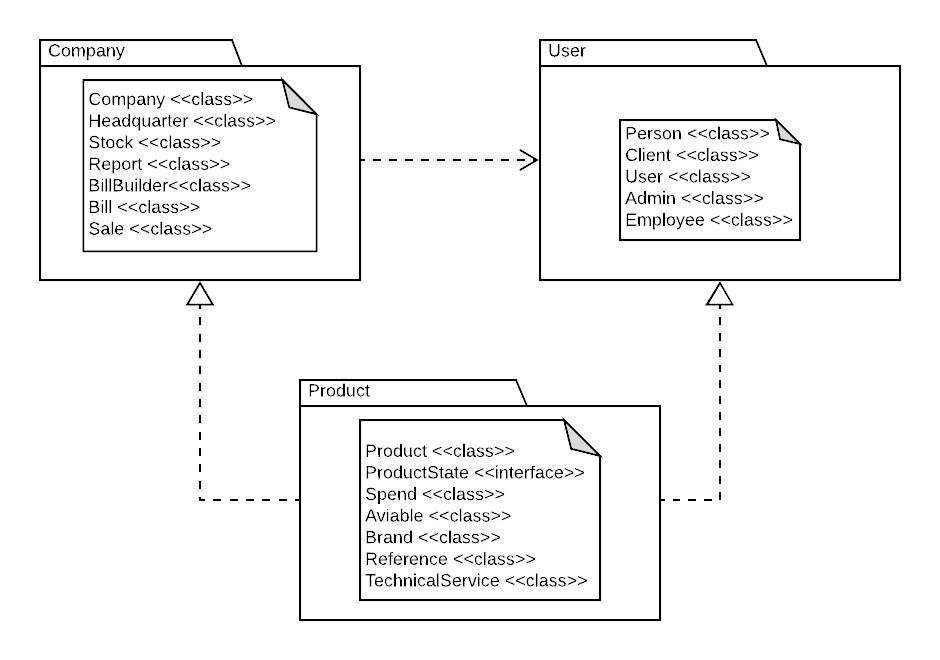 Company
Company <<class>>
Headquarter <<class>>
Stock <<class>>
Report <<class>>
BillBuilder<<class>>
Bill <<class>>
Sale <<class>>
User
Person <<class>>
Client <<class>>
User <<class>>
Admin <<class>>
Employee <<class>>
Product
Product <<class>>
ProductState <<interface>>
Spend <<class>>
Aviable <<class>>
Brand <<class>>
Reference <<class>>
TechnicalService <<class>>